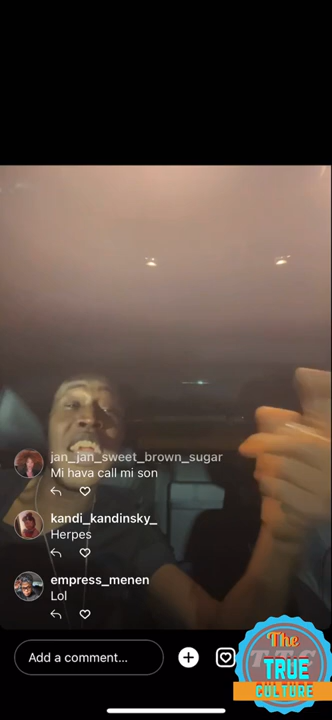 jan_jan_sweet_brown_sugar
Mi hava call mi son
kandi_kandinsky_
Herpes
empress_menen
Lol
Add a comment...
The
TRUE
CULTURE